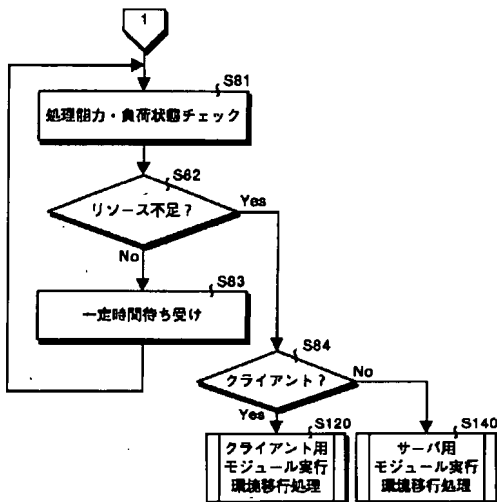 1
S81
処理能力・負荷状態チェック
S82
リソース不足？
Yes
No
S83
一定時間待ち受け
S84
クライアント？
No
Yes
S120
S140
クライアント用
モジュール実行
環境移行処理
サーバ用
モジュール実行
環境移行処理